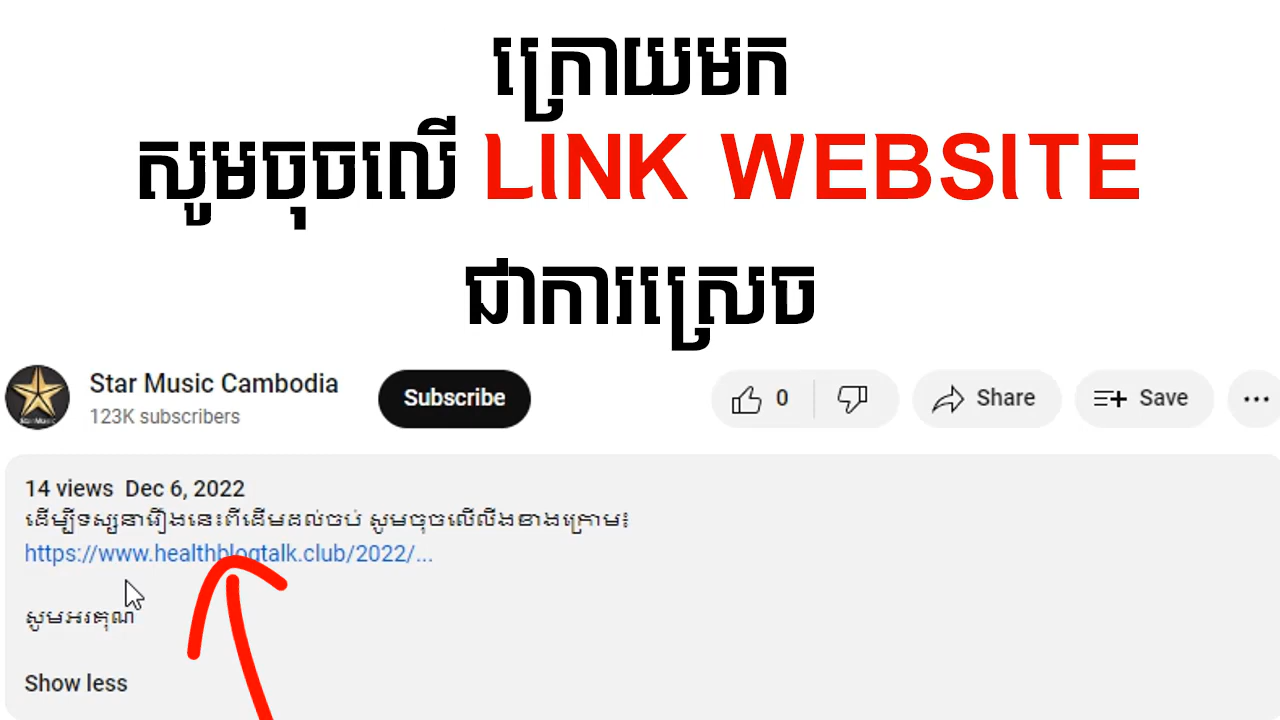 ក្រោយមក
សូមចុចលើ LINK WEBSITE
ជាការស្រេច
Star Music Cambodia
123K subscribers
Subscribe
0
Share
Save
14 views Dec 6, 2022
ដើម្បីទស្សនារឿងនេះពីដើមដល់ចប់ សូមចុចលើលីងខាងក្រោម៖
https://www.healthblogtalk.club/2022/...
សូមអរគុណ
Show less